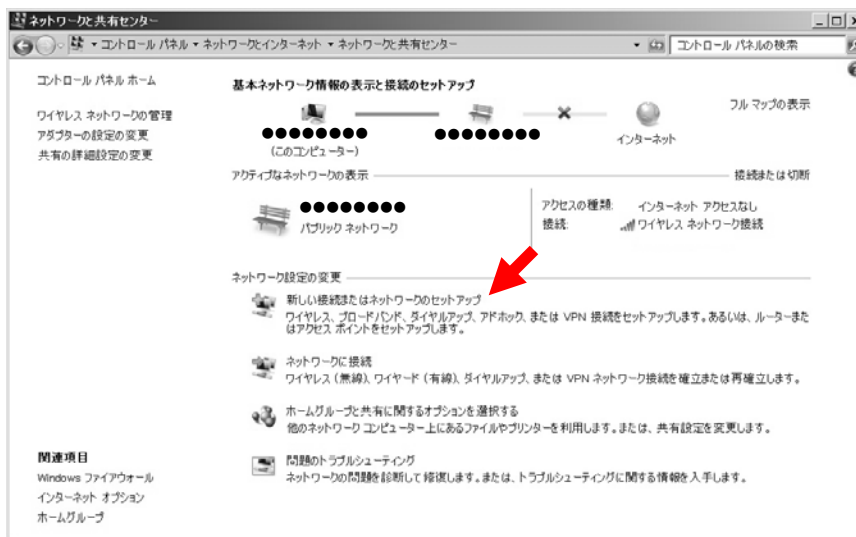 ネットワークと共有センター
コントロール パネル ▾ ネットワークとインターネット ▾ ネットワークと共有センター
コントロール パネルの検索
コントロール パネル ホーム
ワイヤレス ネットワークの管理
アダプターの設定の変更
共有の詳細設定の変更
基本ネットワーク情報の表示と接続のセットアップ
フル マップの表示
●●●●●●●●
●●●●●●●●
インターネット
(このコンピューター)
アクティブなネットワークの表示
接続または切断
●●●●●●●●
パブリック ネットワーク
アクセスの種類: インターネット アクセスなし
接続: ワイヤレス ネットワーク接続
ネットワーク設定の変更
新しい接続またはネットワークのセットアップ
ワイヤレス、ブロードバンド、ダイヤルアップ、アドホック、または VPN 接続をセットアップします。あるいは、ルーターまた
はアクセス ポイントをセットアップします。
ネットワークに接続
ワイヤレス (無線)、ワイヤード (有線)、ダイヤルアップ、または VPN ネットワーク接続を確立または再確立します。
ホームグループと共有に関するオプションを選択する
他のネットワーク コンピューター上にあるファイルやプリンターを利用します。または、共有設定を変更します。
問題のトラブルシューティング
ネットワークの問題を診断して修復します。または、トラブルシューティングに関する情報を入手します。
関連項目
Windows ファイアウォール
インターネット オプション
ホームグループ